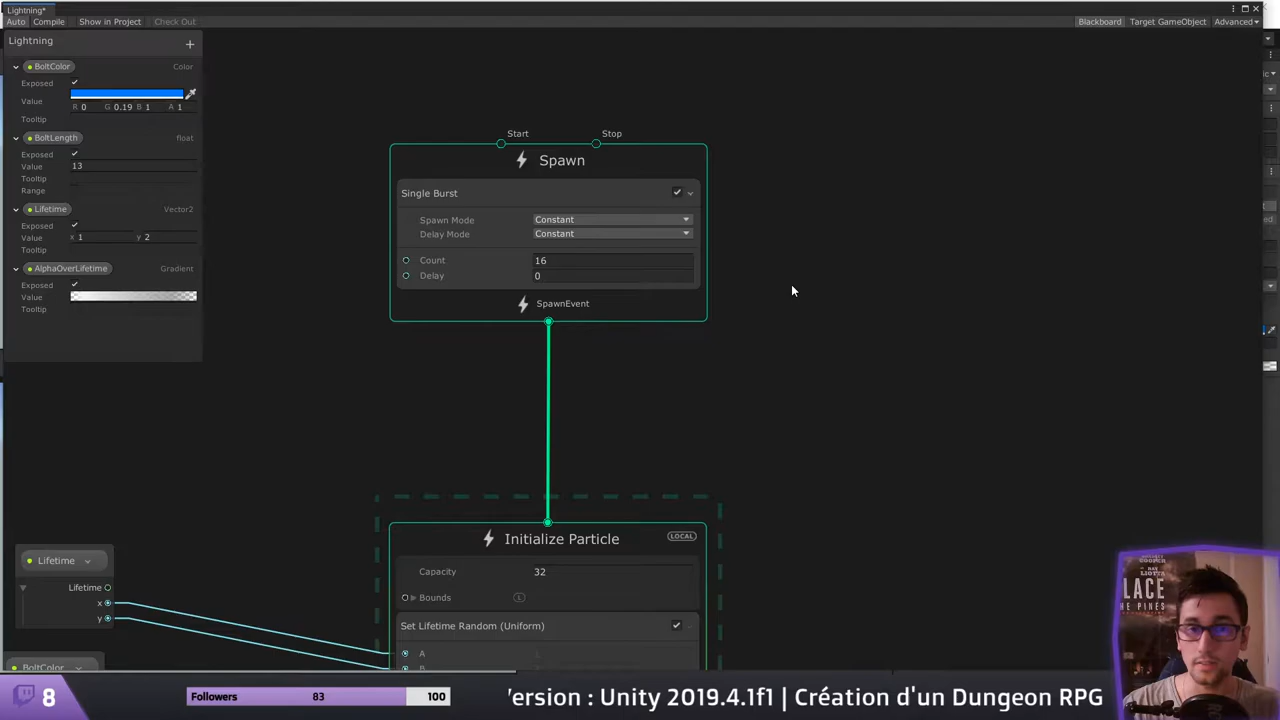 Lightning*
Auto Compile Show in Project Check Out Blackboard Target GameObject Advanced
Lightning
BoltColor Color
Exposed
Value
R 0 G 0.19 B 1 A 1
Tooltip
BoltLength float
Exposed
Value 13
Tooltip
Range
Lifetime Vector2
Exposed
Value x 1 y 2
Tooltip
AlphaOverLifetime Gradient
Exposed
Value
Tooltip
Start Stop
Spawn
Single Burst
Spawn Mode Constant
Delay Mode Constant
Count 16
Delay 0
SpawnEvent
Initialize Particle LOCAL
Capacity 32
Bounds L
Set Lifetime Random (Uniform)
A
B
Lifetime
Lifetime
x
y
BoltColor
LACE
HE PINES
8
Followers 83 100
Version : Unity 2019.4.1f1 | Création d'un Dungeon RPG